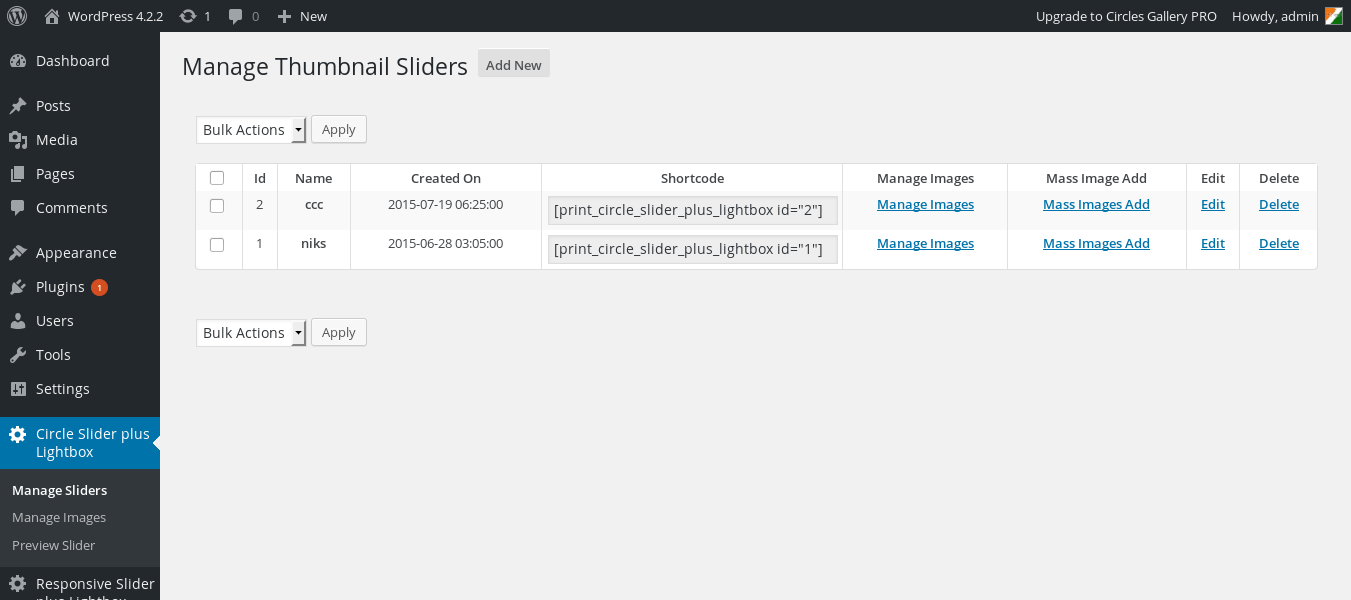 WordPress 4.2.2 1 0 New Upgrade to Circles Gallery PRO Howdy, admin
Dashboard
Posts
Media
Pages
Comments
Appearance
Plugins 1
Users
Tools
Settings
Circle Slider plus
Lightbox
Manage Sliders
Manage Images
Preview Slider
Responsive Slider
plus Lightbox
Manage Thumbnail Sliders Add New
Bulk Actions Apply
Id Name Created On Shortcode Manage Images Mass Image Add Edit Delete
2 ccc 2015-07-19 06:25:00 [print_circle_slider_plus_lightbox id="2"] Manage Images Mass Images Add Edit Delete
1 niks 2015-06-28 03:05:00 [print_circle_slider_plus_lightbox id="1"] Manage Images Mass Images Add Edit Delete
Bulk Actions Apply